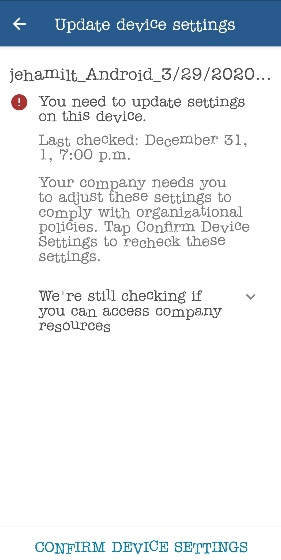 Update device settings
jehamilt_Android_3/29/2020...
You need to update settings
on this device.
Last checked: December 31,
1, 7:00 p.m.
Your company needs you
to adjust these settings to
comply with organizational
policies. Tap Confirm Device
Settings to recheck these
settings.
We're still checking if
you can access company
resources
CONFIRM DEVICE SETTINGS